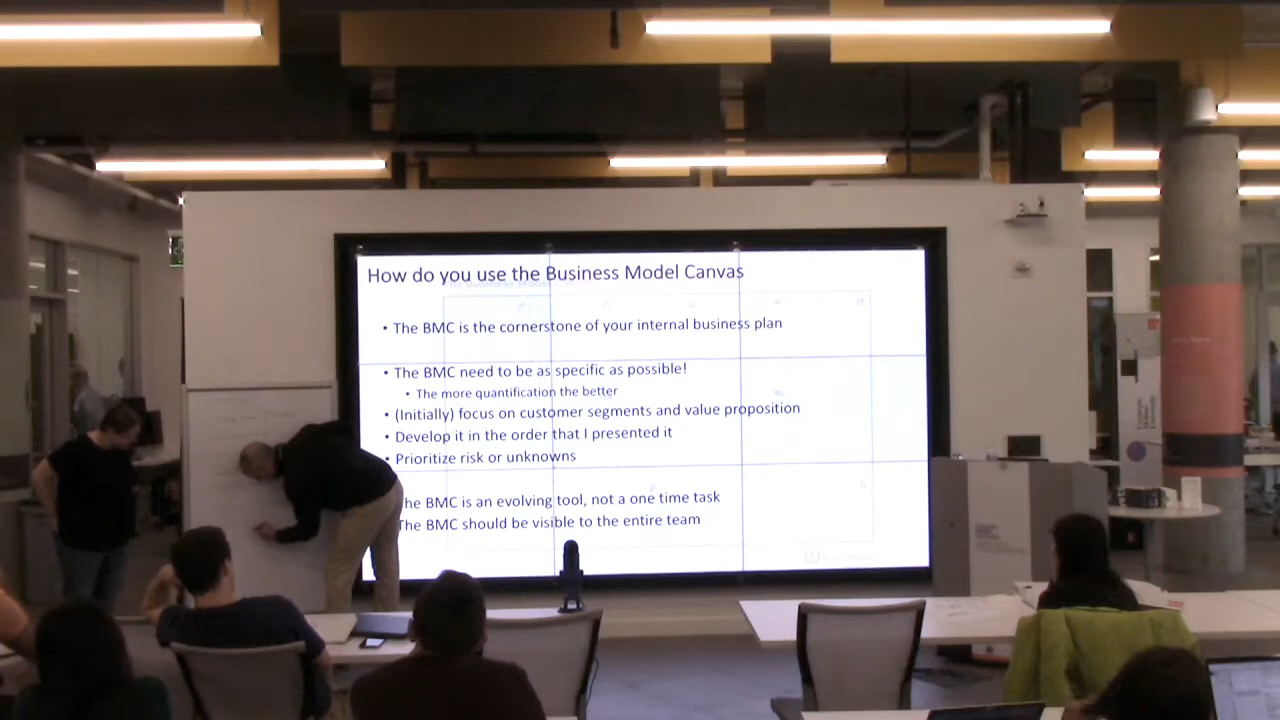 How do you use the Business Model Canvas
• The BMC is the cornerstone of your internal business plan
• The BMC need to be as specific as possible!
• The more quantification the better
• (Initially) focus on customer segments and value proposition
• Develop it in the order that I presented it
• Prioritize risk or unknowns
he BMC is an evolving tool, not a one time task
The BMC should be visible to the entire team